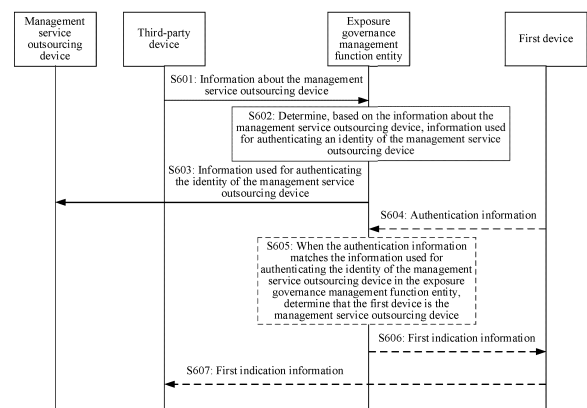 Management
service
outsourcing
device
Third-party
device
Exposure
governance
management
function entity
First device
S601: Information about the management
service outsourcing device
S602: Determine, based on the information about the
management service outsourcing device, information used
for authenticating an identity of the management service
outsourcing device
S603: Information used for authenticating
the identity of the management service
outsourcing device
S604: Authentication information
S605: When the authentication information
matches the information used for
authenticating the identity of the management
service outsourcing device in the exposure
governance management function entity,
determine that the first device is the
management service outsourcing device
S606: First indication information
S607: First indication information